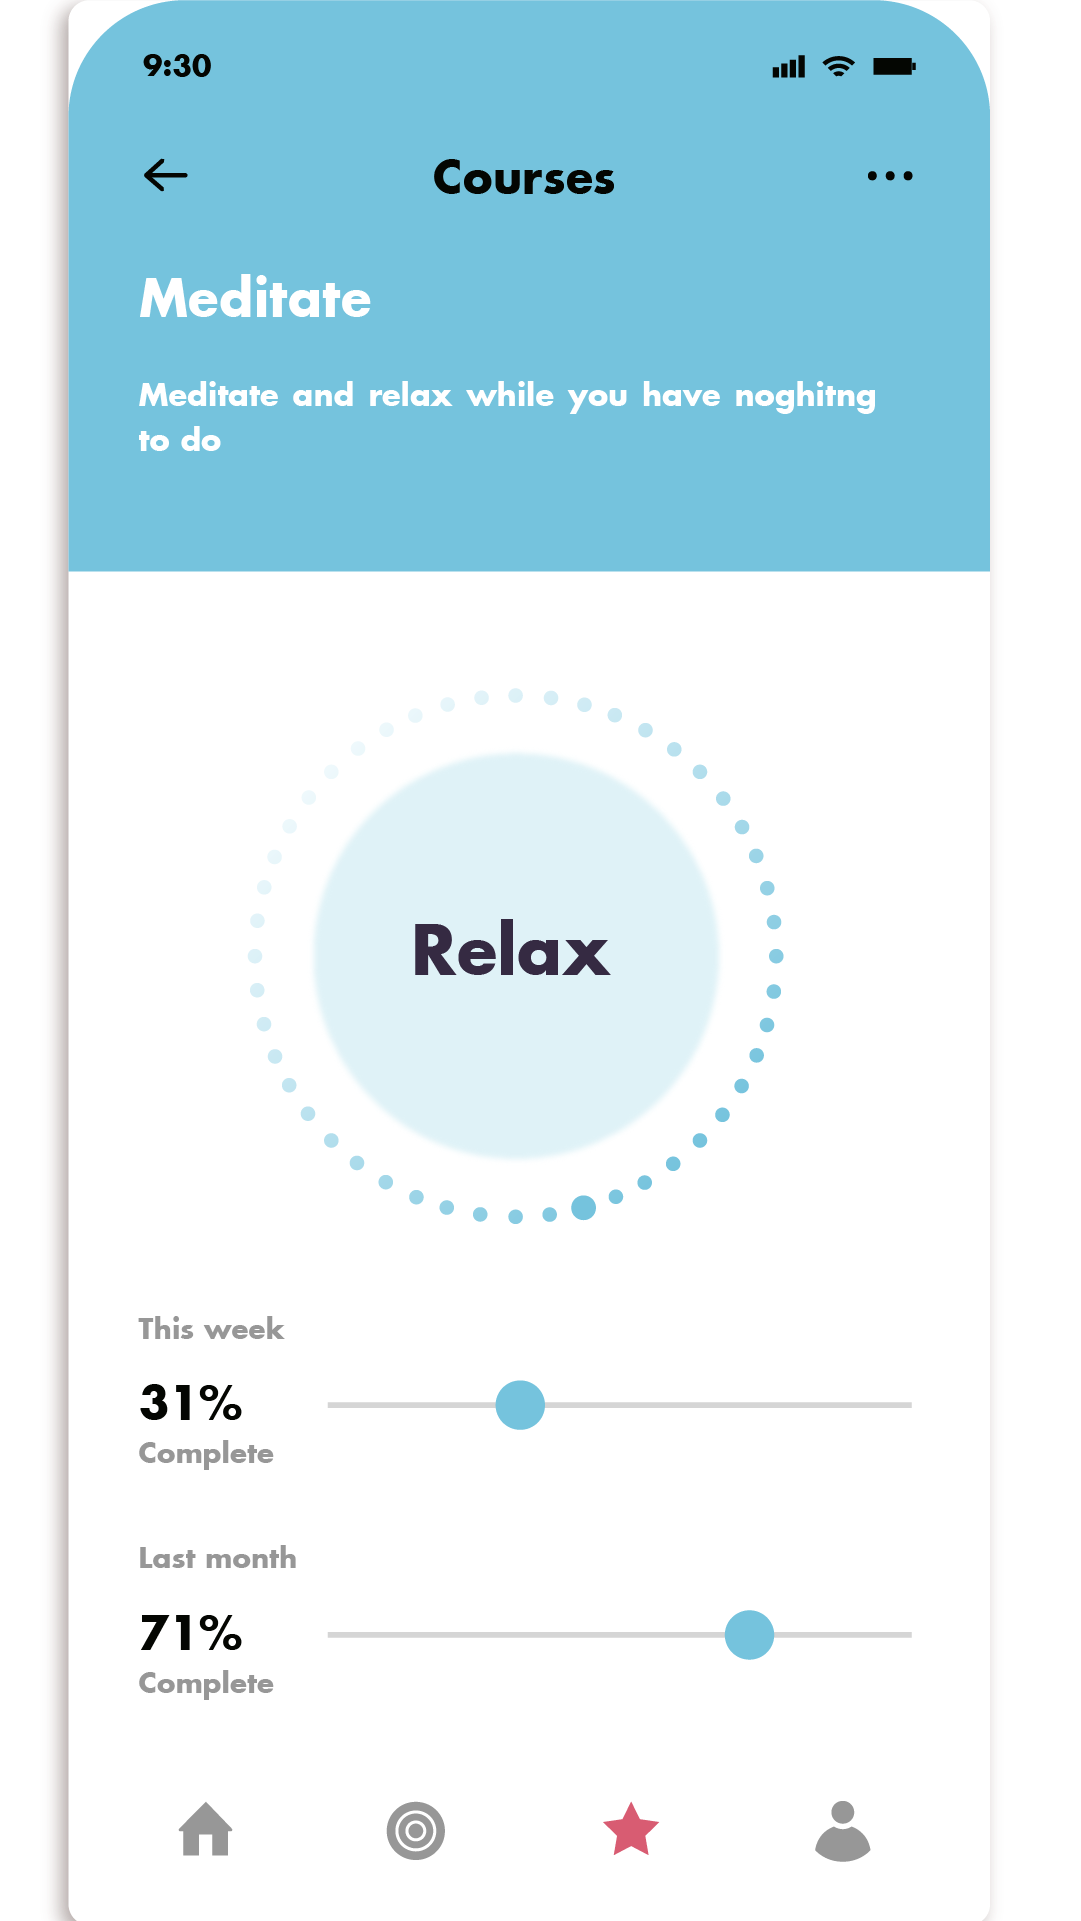 9:30
Courses
Meditate
Meditate and relax while you have noghitng
to do
Relax
This week
31%
Complete
Last month
71%
Complete